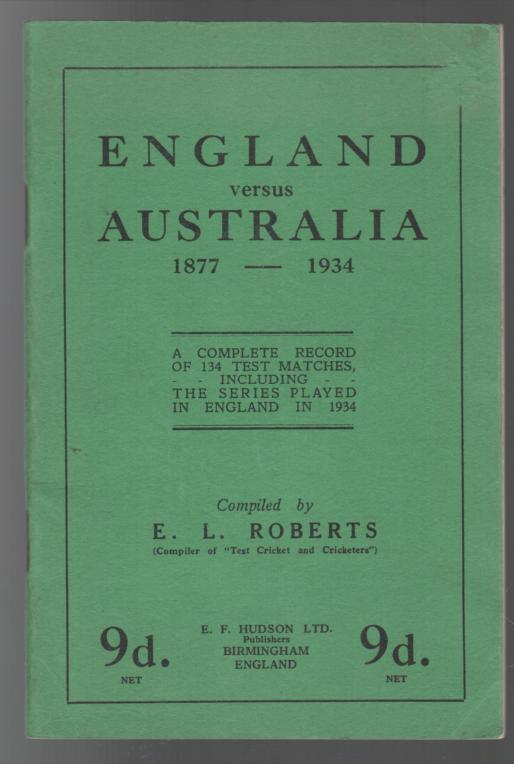 ENGLAND
versus
AUSTRALIA
1877 — 1934
A COMPLETE RECORD
OF 134 TEST MATCHES,
- - INCLUDING - -
THE SERIES PLAYED
IN ENGLAND IN 1934
Compiled by
E. L. ROBERTS
(Compiler of "Test Cricket and Cricketers")
9d.
NET
E. F. HUDSON LTD.
Publishers
BIRMINGHAM
ENGLAND
9d.
NET